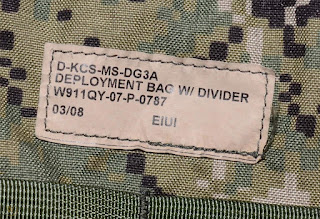 D-KCS-MS-DG3A
DEPLOYMENT BAG W/ DIVIDER
W911QY-07-P-0787
03/08 EIUI